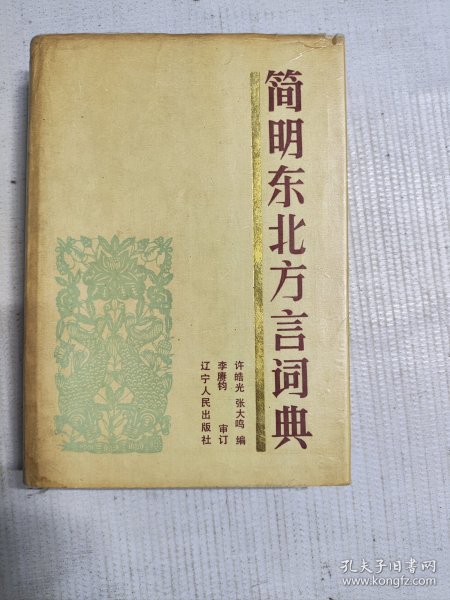 简明东北方言词典
许皓光 张大鸣 编
李赓钧 审订
辽宁人民出版社
孔夫子旧书网
www.kongfz.com